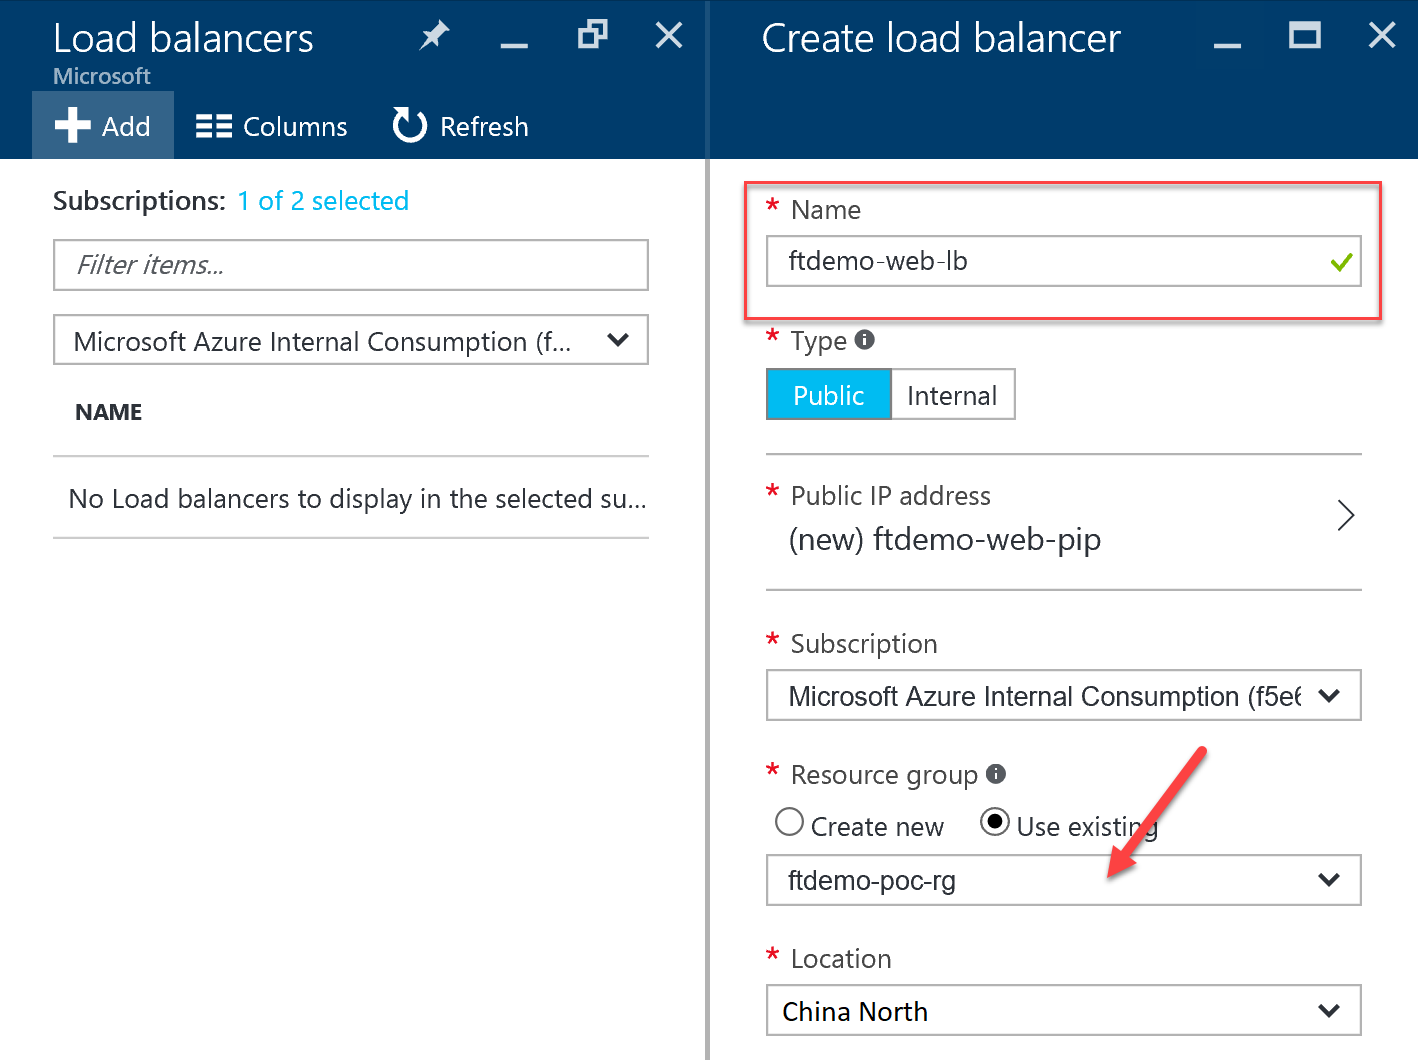 Load balancers
Microsoft
Add
Columns
Refresh
Subscriptions: 1 of 2 selected
Filter items...
Microsoft Azure Internal Consumption (f...
NAME
No Load balancers to display in the selected su...
Create load balancer
* Name
ftdemo-web-lb
* Type
Public
Internal
* Public IP address
(new) ftdemo-web-pip
* Subscription
Microsoft Azure Internal Consumption (f5e6
* Resource group
Create new
Use existing
ftdemo-poc-rg
* Location
China North